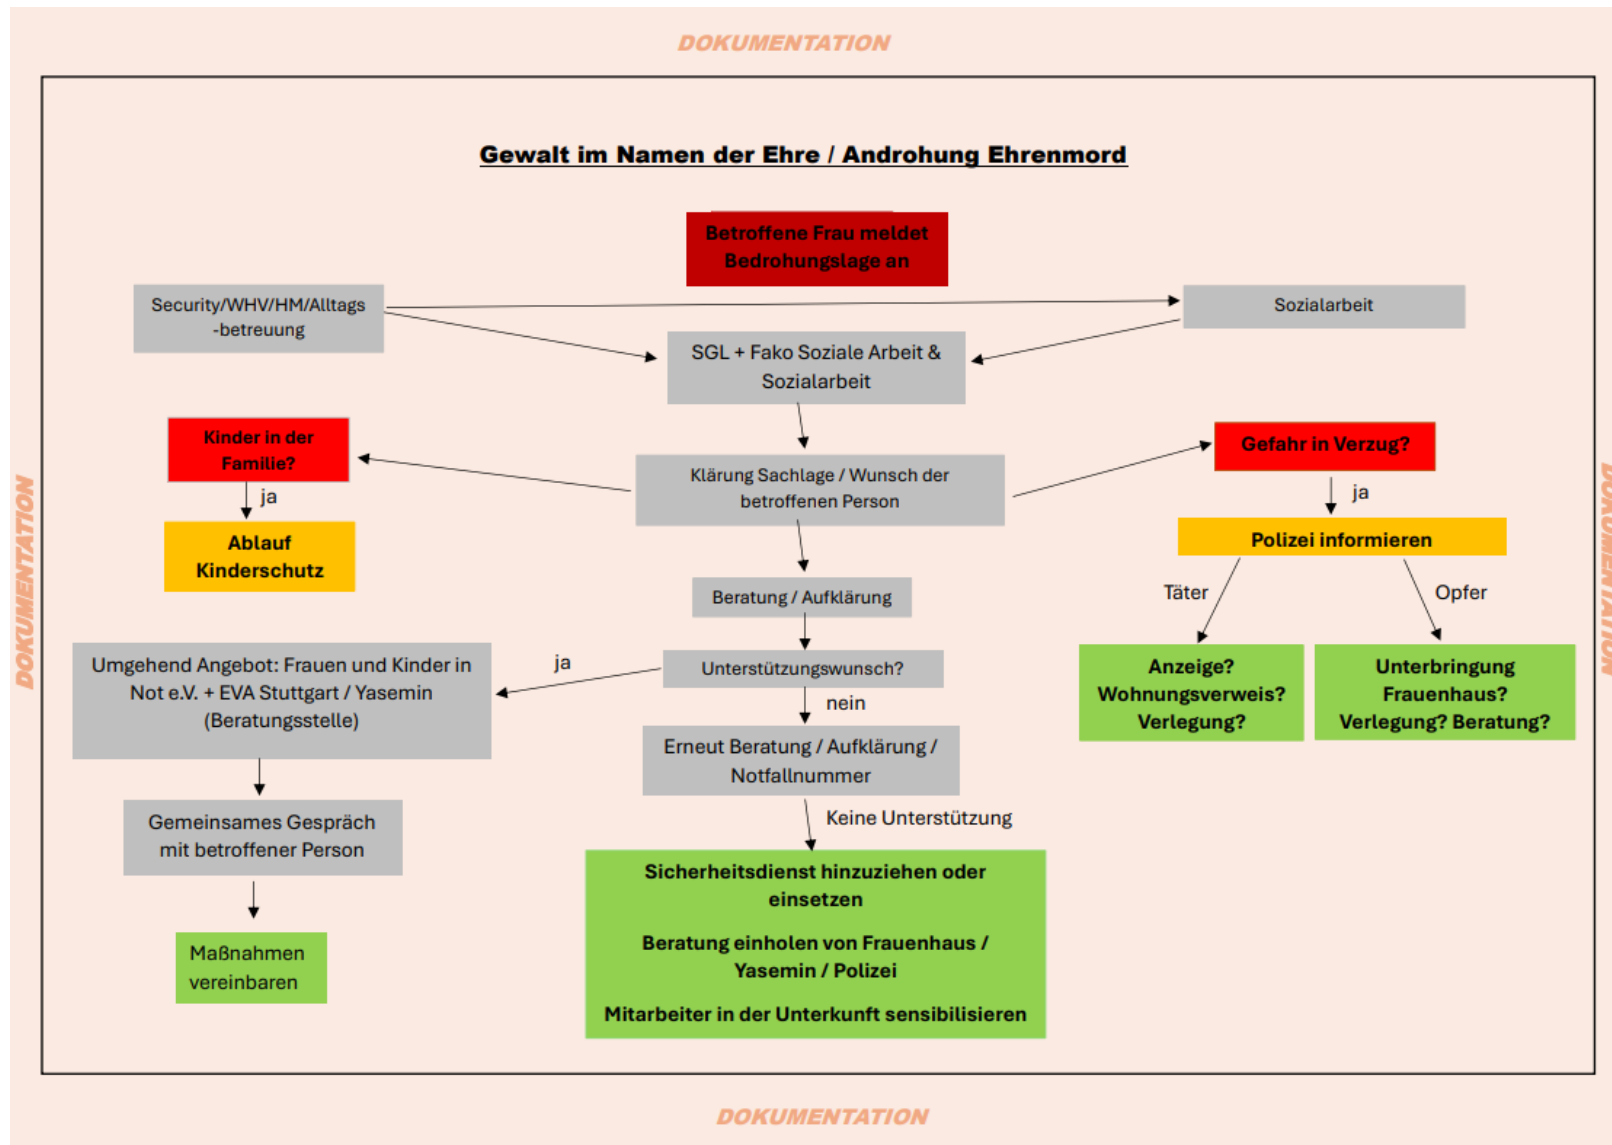 DOKUMENTATION
Gewalt im Namen der Ehre / Androhung Ehrenmord
Betroffene Frau meldet
Bedrohungslage an
Security/WHV/HM/Alltags
-betreuung
Sozialarbeit
SGL + Fako Soziale Arbeit &
Sozialarbeit
Kinder in der
Familie?
Gefahr in Verzug?
Klärung Sachlage / Wunsch der
betroffenen Person
ja
ja
Ablauf
Kinderschutz
Polizei informieren
DOKUMENTATION
DOKUMENTATION
Beratung / Aufklärung
Täter
Opfer
Umgehend Angebot: Frauen und Kinder in
Not e.V. + EVA Stuttgart / Yasemin
(Beratungsstelle)
ja
Unterstützungswunsch?
nein
Anzeige?
Wohnungsverweis?
Verlegung?
Unterbringung
Frauenhaus?
Verlegung? Beratung?
Erneut Beratung / Aufklärung /
Notfallnummer
Gemeinsames Gespräch
mit betroffener Person
Keine Unterstützung
Sicherheitsdienst hinzuziehen oder
einsetzen
Beratung einholen von Frauenhaus /
Yasemin / Polizei
Mitarbeiter in der Unterkunft sensibilisieren
Maßnahmen
vereinbaren
DOKUMENTATION